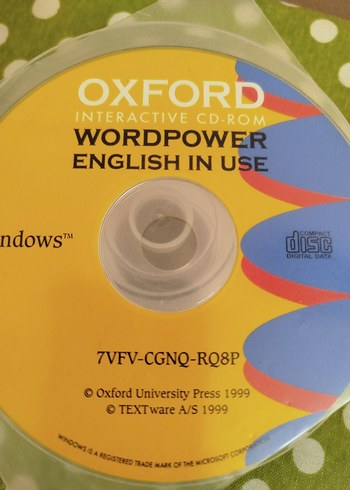 OXFORD
INTERACTIVE CD-ROM
WORDPOWER
ENGLISH IN USE
ndows™
COMPACT
disc
DIGITAL DATA
7VFV-CGNQ-RQ8P
© Oxford University Press 1999
© TEXTware A/S 1999
WINDOWS IS A REGISTERED TRADE MARK OF THE MICROSOFT CORPORATION